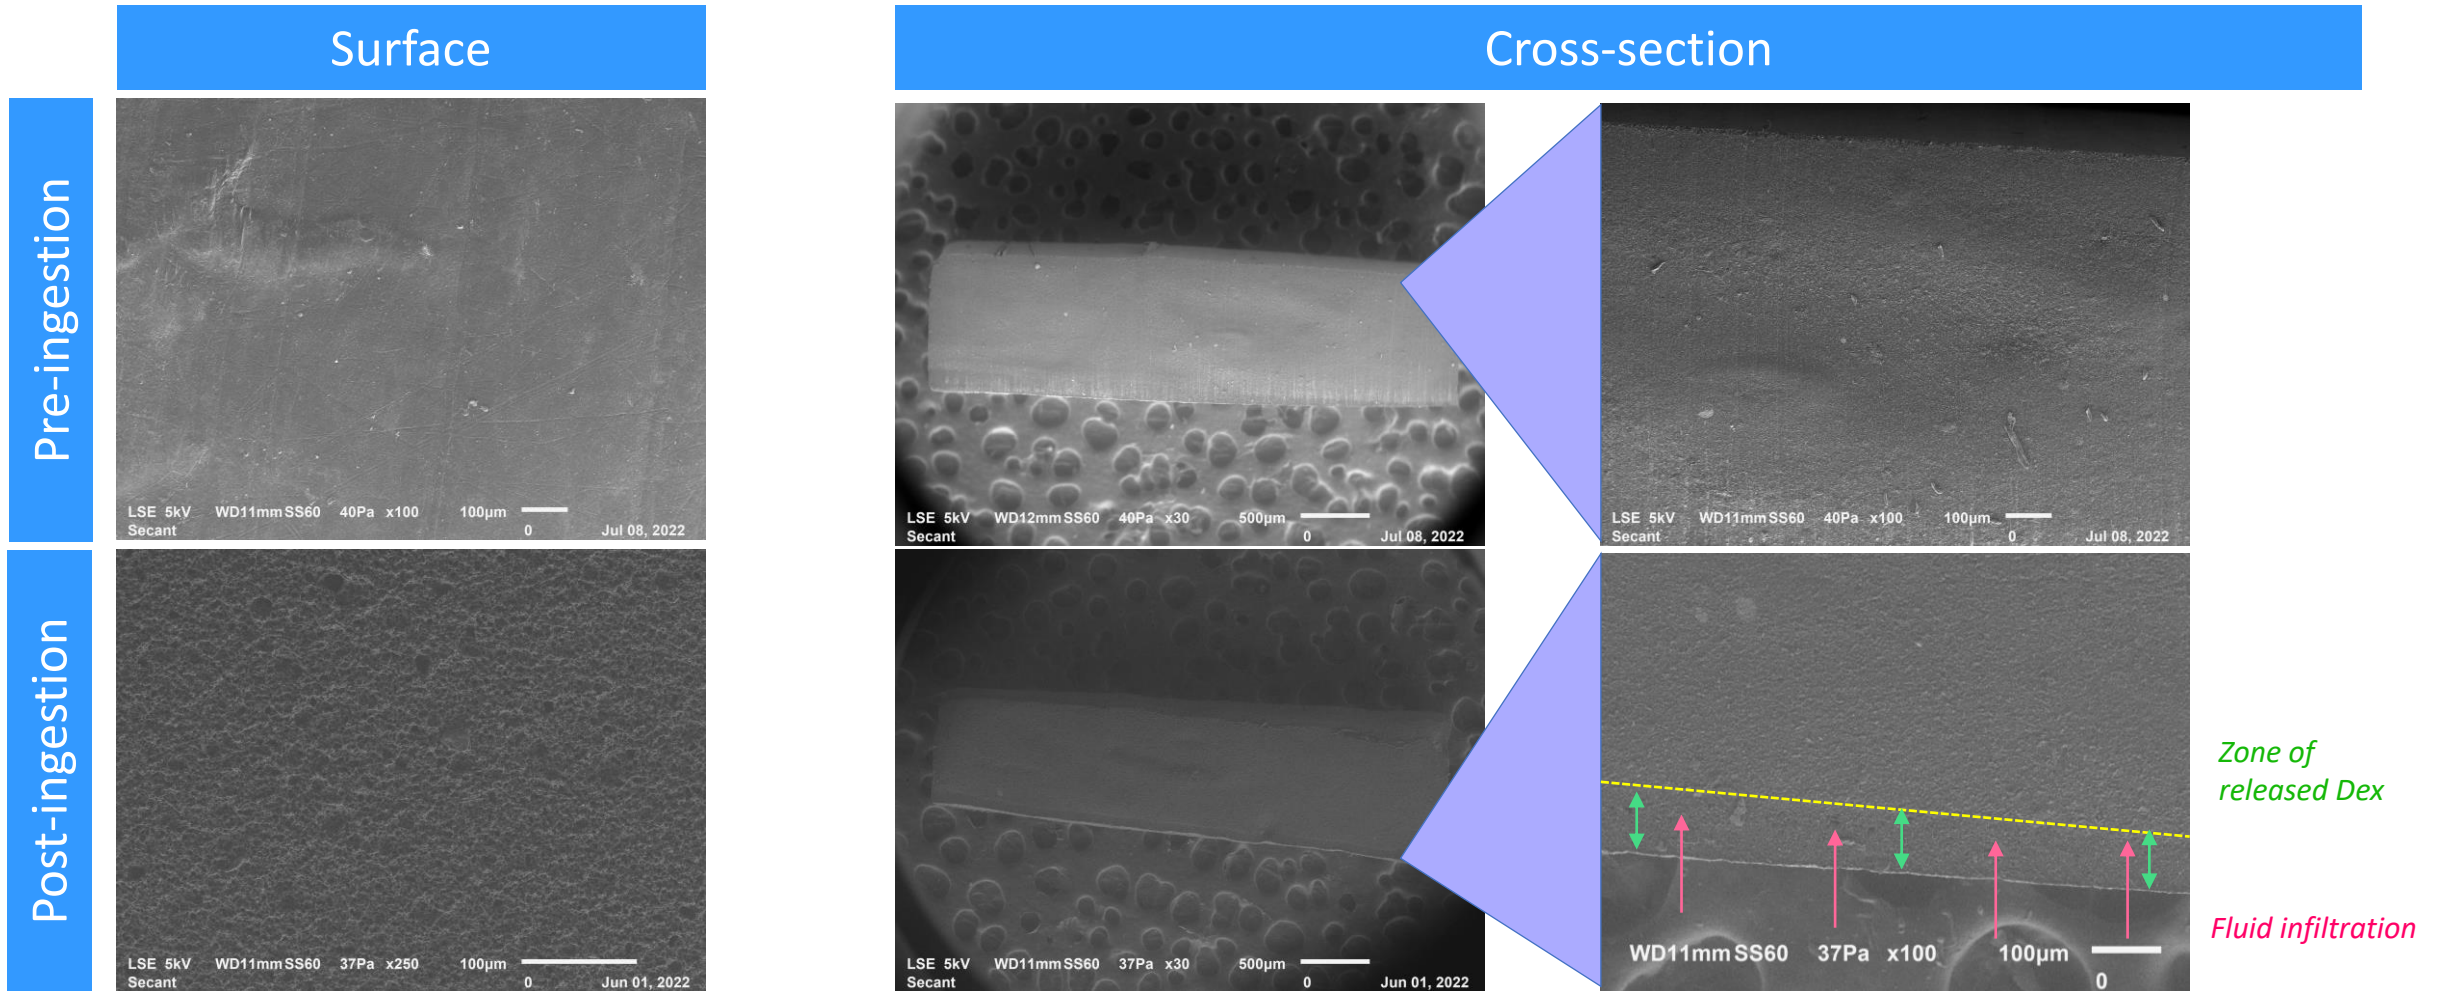 Surface
Cross-section
Pre-ingestion
LSE 5kV WD11mm SS60 40Pa x100 100µm
Secant 0 Jul 08, 2022
LSE 5kV WD12mm SS60 40Pa x30 500µm
Secant 0 Jul 08, 2022
LSE 5kV WD11mm SS60 40Pa x100 100µm
Secant 0 Jul 08, 2022
Post-ingestion
LSE 5kV WD11mm SS60 37Pa x250 100µm
Secant 0 Jun 01, 2022
LSE 5kV WD11mm SS60 37Pa x30 500µm
Secant 0 Jun 01, 2022
WD11mm SS60 37Pa x100 100µm
0
Zone of
released Dex
Fluid infiltration